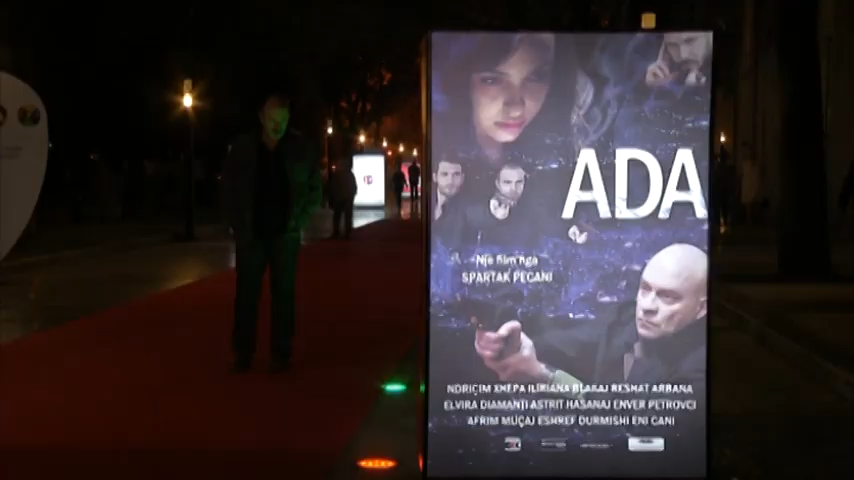 ADA
Një film nga
SPARTAK PECANI
NDRIÇIM XHEPA ILIRIANA BLAKAJ RESHAT ARBANA
ELVIRA DIAMANTI ASTRIT HASANAJ ENVER PETROVCI
AFRIM MUÇAJ ESHREF DURMISHI ENI CANI